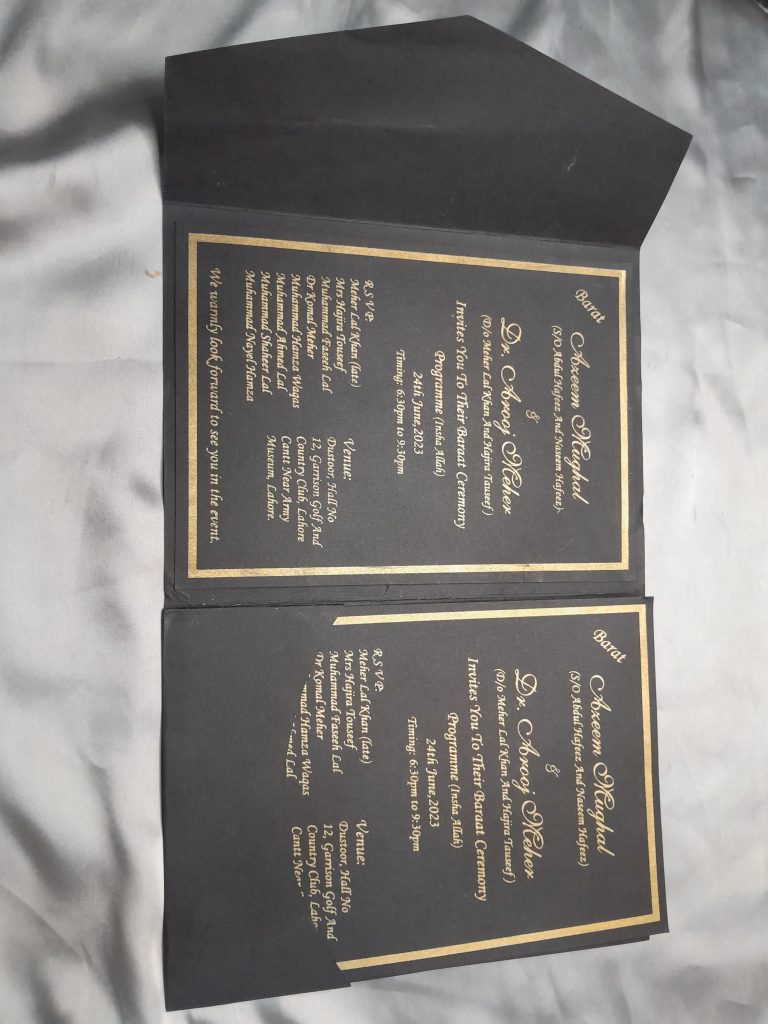 Barat
Azeem Mughal
(S/O Abdul Hafeez And Naseem Hafeez)
&
Dr. Arooj Meher
(D/o Meher Lal Khan And Hajra Tauseef)
Invites You To Their Baraat Ceremony
Programme (Insha Allah)
24th June,2023
Timing: 6:30pm to 9:30pm
R S V P:
Meher Lal Khan (late)
Mrs Hajira Touseef
Muhammad Faseeh Lal
Dr Komal Meher
Muhammad Hamza Waqas
Muhammad Ahmed Lal
Muhammad Shaheer Lal
Muhammad Nayel Hamza
Venue:
Dustoor, Hall No
12, Garrison Golf And
Country Club, Lahore
Cantt Near Army
Museum, Lahore.
We warmly look forward to see you in the event.
Barat
Azeem Mughal
(S/O Abdul Hafeez And Naseem Hafeez)
&
Dr. Arooj Meher
(D/o Meher Lal Khan And Hajira Tauseef)
Invites You To Their Baraat Ceremony
Programme (Insha Allah)
24th June,2023
Timing: 6:30pm to 9:30pm
R S V P:
Meher Lal Khan (late)
Mrs Hajira Touseef
Muhammad Faseeh Lal
Dr Komal Meher
Hamza Waqas
Lal
Venue:
Dustoor, Hall No
12, Garrison Golf And
Country Club,
Cantt